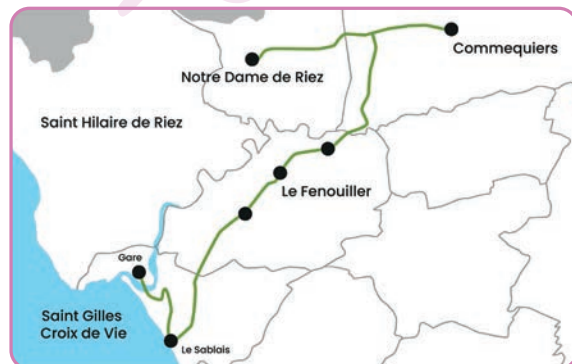 Commequiers
Notre Dame de Riez
Saint Hilaire de Riez
Le Fenouiller
Gare
Saint Gilles
Croix de Vie
Le Sablais